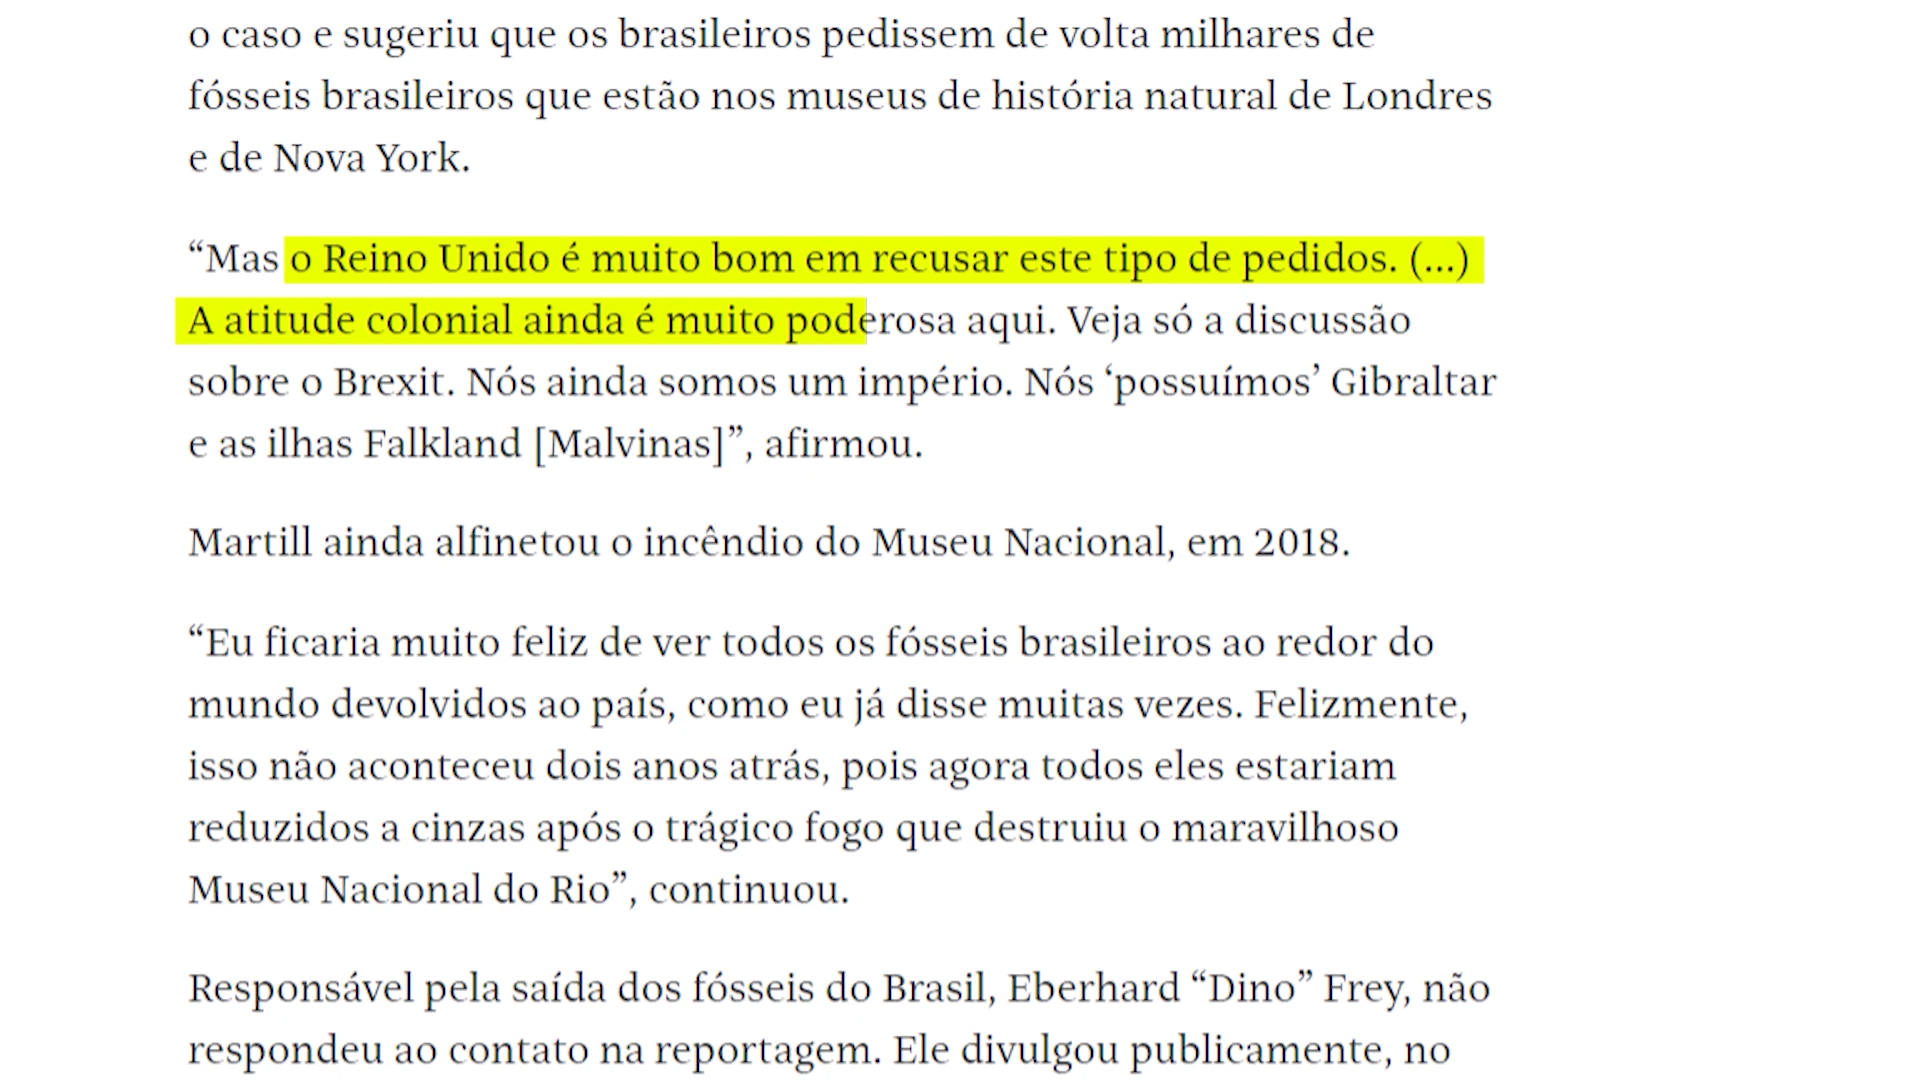 o caso e sugeriu que os brasileiros pedissem de volta milhares de
fósseis brasileiros que estão nos museus de história natural de Londres
e de Nova York.
“Mas o Reino Unido é muito bom em recusar este tipo de pedidos. (...)
A atitude colonial ainda é muito poderosa aqui. Veja só a discussão
sobre o Brexit. Nós ainda somos um império. Nós ‘possuímos’ Gibraltar
e as ilhas Falkland [Malvinas]”, afirmou.
Martill ainda alfinetou o incêndio do Museu Nacional, em 2018.
“Eu ficaria muito feliz de ver todos os fósseis brasileiros ao redor do
mundo devolvidos ao país, como eu já disse muitas vezes. Felizmente,
isso não aconteceu dois anos atrás, pois agora todos eles estariam
reduzidos a cinzas após o trágico fogo que destruiu o maravilhoso
Museu Nacional do Rio”, continuou.
Responsável pela saída dos fósseis do Brasil, Eberhard “Dino” Frey, não
respondeu ao contato na reportagem. Ele divulgou publicamente, no